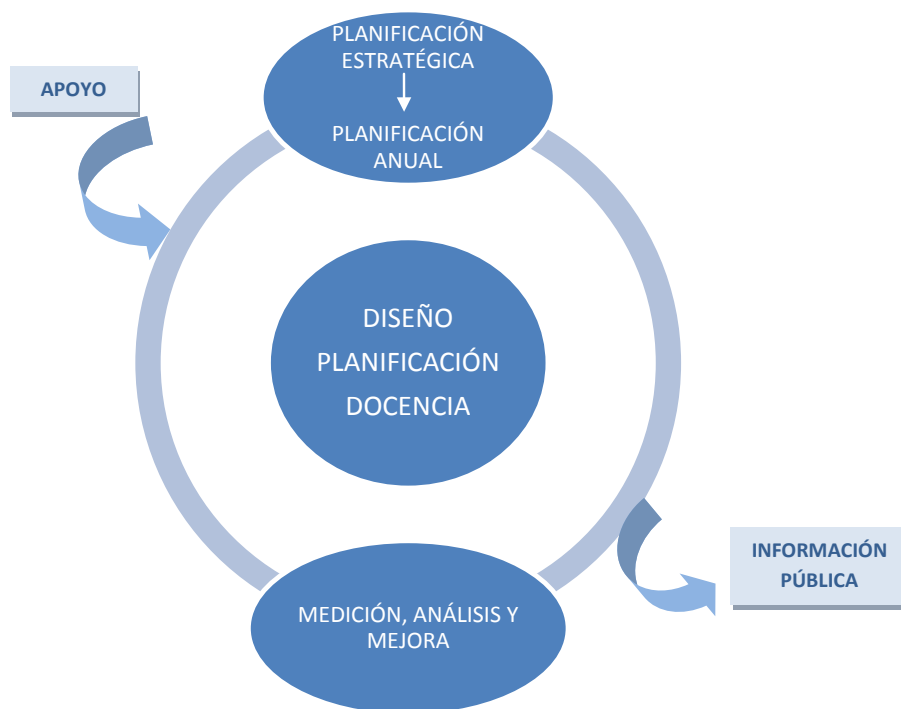 PLANIFICACIÓN
ESTRATÉGICA
PLANIFICACIÓN
ANUAL
APOYO
DISEÑO
PLANIFICACIÓN
DOCENCIA
INFORMACIÓN
PÚBLICA
MEDICIÓN, ANÁLISIS Y
MEJORA